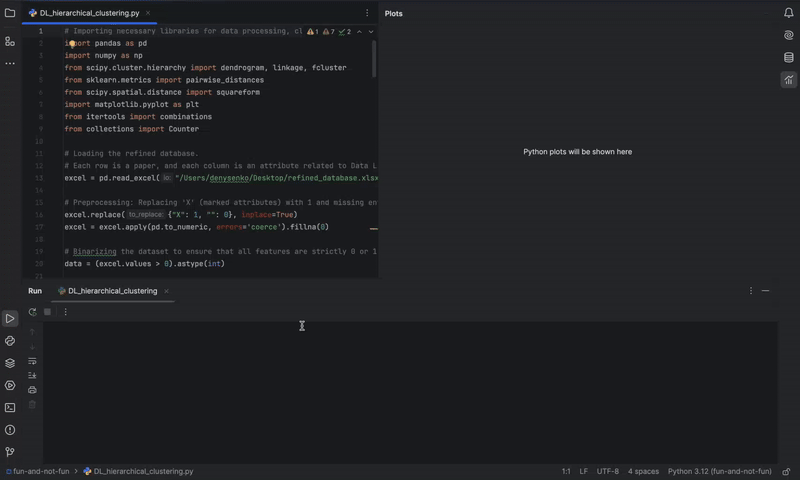 DL_hierarchical_clustering.py
Plots
1 # Importing necessary libraries for data processing, cl
1 7 2
2 import pandas as pd
3 import numpy as np
4 from scipy.cluster.hierarchy import dendrogram, linkage, fcluster
5 from sklearn.metrics import pairwise_distances
6 from scipy.spatial.distance import squareform
7 import matplotlib.pyplot as plt
8 from itertools import combinations
9 from collections import Counter
10
11 # Loading the refined database.
12 # Each row is a paper, and each column is an attribute related to Data L
13 excel = pd.read_excel( io: "/Users/denysenko/Desktop/refined_database.xlsx
14
15 # Preprocessing: Replacing 'X' (marked attributes) with 1 and missing en
16 excel.replace( to_replace: {"X": 1, "": 0}, inplace=True)
17 excel = excel.apply(pd.to_numeric, errors='coerce').fillna(0)
18
19 # Binarizing the dataset to ensure that all features are strictly 0 or 1
20 data = (excel.values > 0).astype(int)
21
Python plots will be shown here
Run DL_hierarchical_clustering
fun-and-not-fun > DL_hierarchical_clustering.py
1:1 LF UTF-8 4 spaces Python 3.12 (fun-and-not-fun)